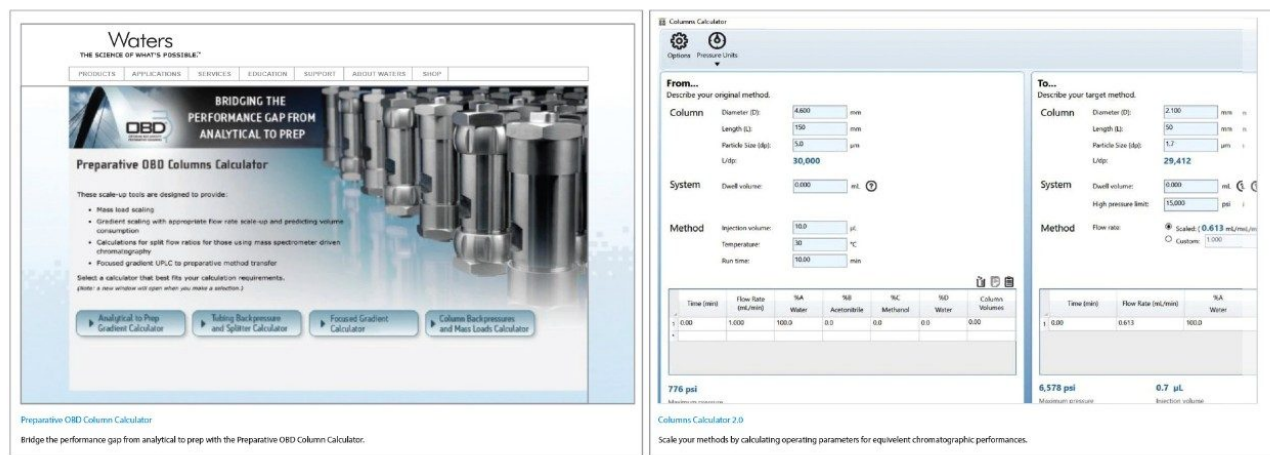 Waters
THE SCIENCE OF WHAT'S POSSIBLE.™
PRODUCTS APPLICATIONS SERVICES EDUCATION SUPPORT ABOUT WATERS SHOP
OBD
BRIDGING THE
PERFORMANCE GAP FROM
ANALYTICAL TO PREP
Preparative OBD Columns Calculator
These scale-up tools are designed to provide:
• Mass load scaling
• Gradient scaling with appropriate flow rate scale-up and predicting volume
consumption
• Calculations for split flow ratios for those using mass spectrometer driven
chromatography
• Focused gradient UPLC to preparative method transfer
Select a calculator that best fits your calculation requirements.
(Note: a new window will open when you make a selection.)
Analytical to Prep
Gradient Calculator
Tubing Backpressure
and Splitter Calculator
Focused Gradient
Calculator
Column Backpressures
and Mass Loads Calculator
Preparative OBD Column Calculator
Bridge the performance gap from analytical to prep with the Preparative OBD Column Calculator.
Columns Calculator
Options Pressure Units
From...
Describe your original method.
Column Diameter (D): 4.600 mm
Length (L): 150 mm
Particle Size (dp): 5.0 µm
L/dp: 30,000
System Dwell volume: 0.000 mL ?
Method Injection volume: 10.0 µL
Temperature: 30 °C
Run time: 10.00 min
Time (min) Flow Rate (mL/min) %A Water %B Acetonitrile %C Methanol %D Water Column Volumes
1 0.00 1.000 100.0 0.0 0.0 0.0 0.00
776 psi
Maximum pressure
To...
Describe your target method.
Column Diameter (D): 2.100 mm
Length (L): 50 mm
Particle Size (dp): 1.7 µm
L/dp: 29,412
System Dwell volume: 0.000 mL
High pressure limit: 15,000 psi
Method Flow rate: Scaled: ( 0.613 mL/
Custom: 1.000
Time (min) Flow Rate (mL/min) %A Water
1 0.00 0.613 100.0
6,578 psi 0.7 µL
Maximum pressure Injection volume
Columns Calculator 2.0
Scale your methods by calculating operating parameters for equivelent chromatographic performances.